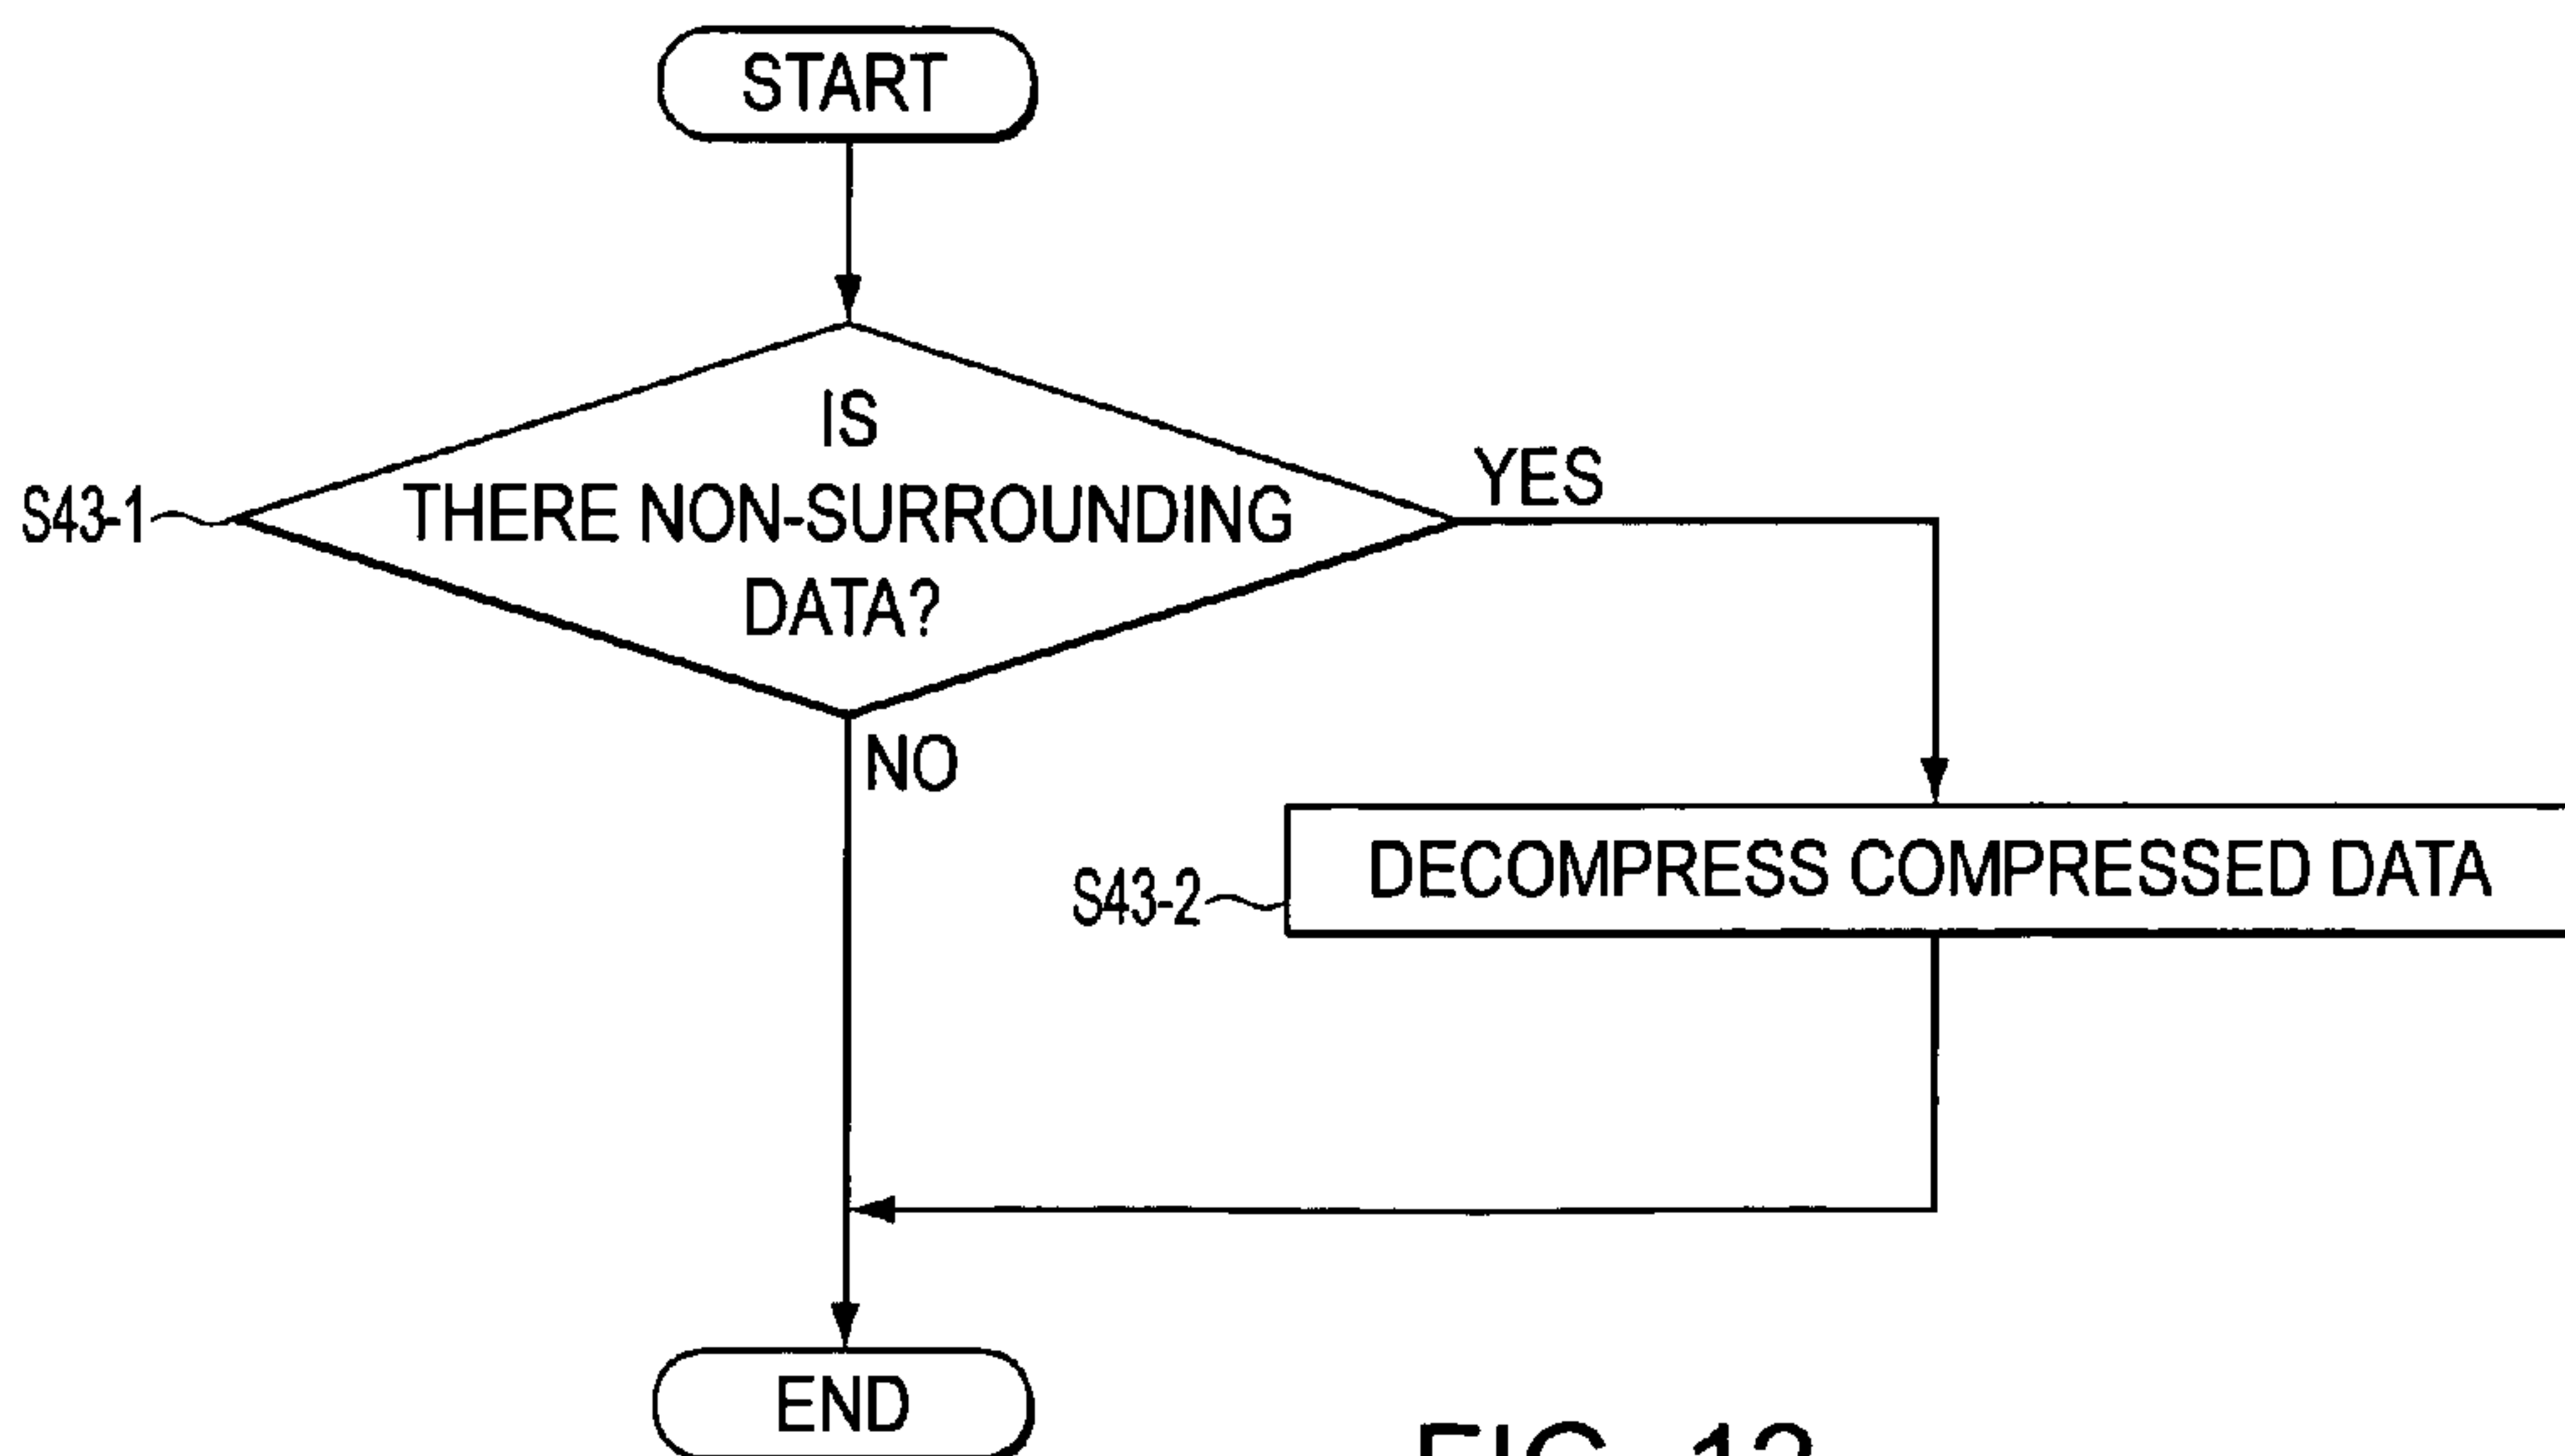 START
IS
THERE NON-SURROUNDING
DATA?
S43-1
YES
NO
S43-2
DECOMPRESS COMPRESSED DATA
END